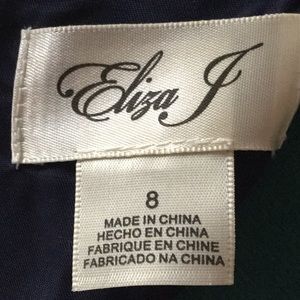 Eliza J
8
MADE IN CHINA
HECHO EN CHINA
FABRIQUE EN CHINE
FABRICADO NA CHINA